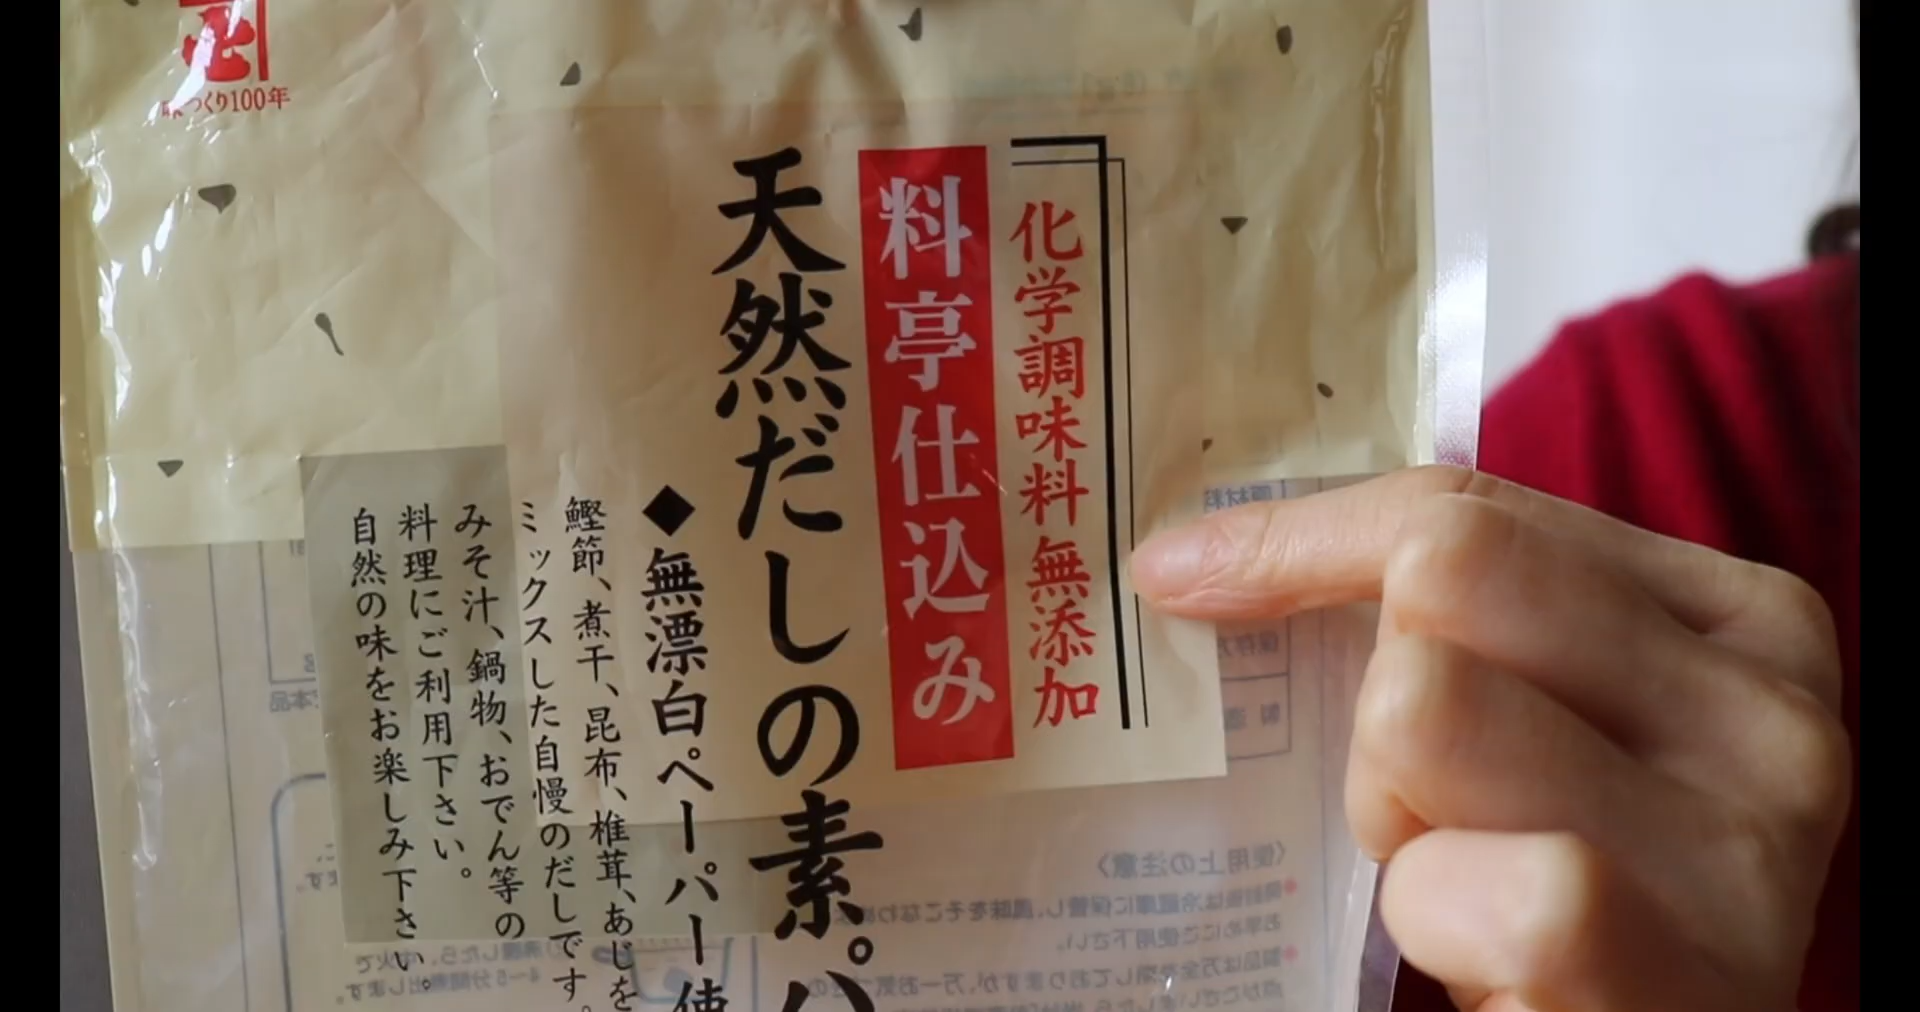 つくり100年
化学調味料 無添加
料亭仕込み
天然だしの素。パ
◆無漂白ペーパー使
鰹節、煮干、昆布、椎茸、あじを
ミックスした自慢のだしです。
みそ汁、鍋物、おでん等の
料理にご利用下さい。
自然の味をお楽しみ下さい。
〈使用上の注意〉